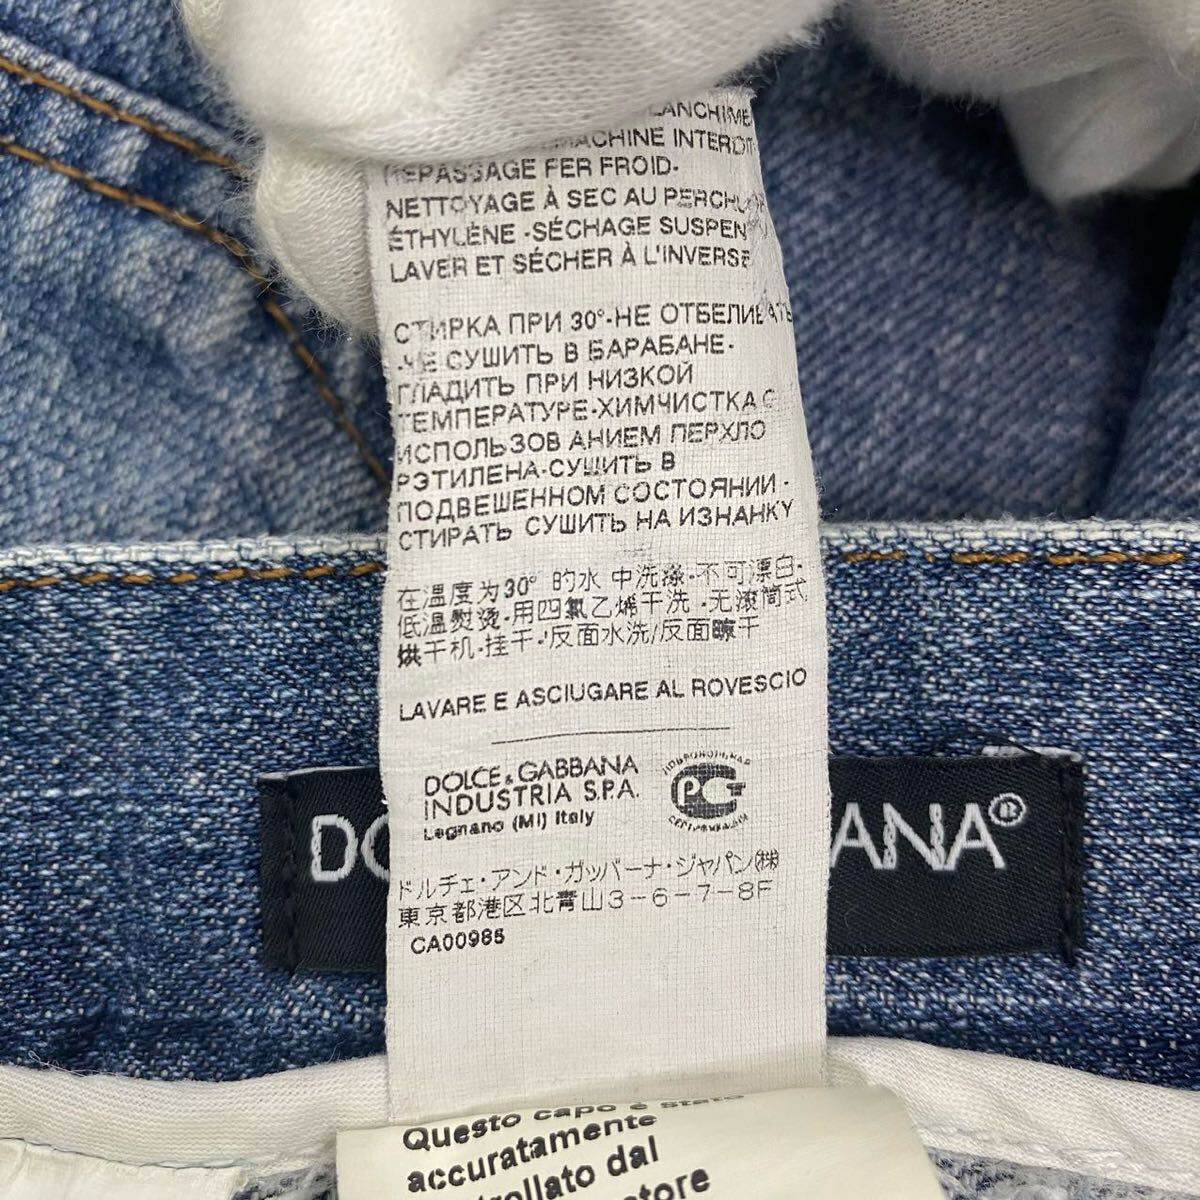 MACHINE INTERDIT
REPASSAGE FER FROID-
NETTOYAGE À SEC AU
ÉTHYLÈNE -SÉCHAGE SUSPEN
LAVER ET SÉCHER À L'INVERSE
СТИРКА ПРИ 30°-НЕ ОТБЕЛИВАТЬ
-НЕ СУШИТЬ В БАРАБАНЕ-
ГЛАДИТЬ ПРИ НИЗКОЙ
ТЕМПЕРАТУРЕ-ХИМЧИСТКА С
ИСПОЛЬЗОВ АНИЕМ ПЕРХЛО
РЭТИЛЕНА-СУШИТЬ В
ПОДВЕШЕННОМ СОСТОЯНИИ -
СТИРАТЬ СУШИТЬ НА ИЗНАНКУ
在温度为30° 的水 中洗涤·不可漂白·
低温熨烫·用四氯乙烯干洗 ·无滚筒式
烘干机·挂干·反面水洗/反面晾干
LAVARE E ASCIUGARE AL ROVESCIO
DOLCE & GABBANA
INDUSTRIA S.P.A.
Legnano (MI) Italy
ДОБРОВОЛЬНАЯ
РСТ
СЕРТИФИКАЦИЯ
DO ANA®
ドルチェ・アンド・ガッバーナ・ジャパン(株)
東京都港区北青山3-6-7-8F
CA00985
Questo capo è stato
accuratamente
trollato dal